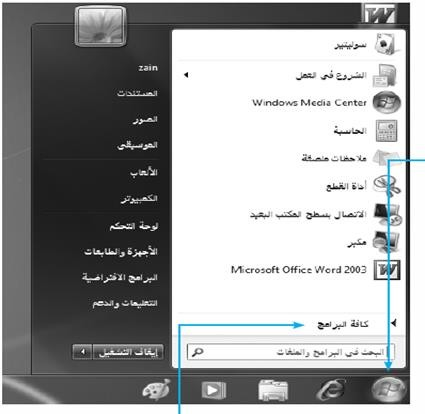 سوليتير
الشروع في العمل
Windows Media Center
الحاسبة
ملاحظات ملصقة
أداة القطع
الاتصال بسطح المكتب البعيد
مكبر
Microsoft Office Word 2003
كافة البرامج
البحث في البرامج والملفات
zain
المستندات
الصور
الموسيقى
الألعاب
الكمبيوتر
لوحة التحكم
الأجهزة والطابعات
البرامج الافتراضية
التعليمات والدعم
إيقاف التشغيل